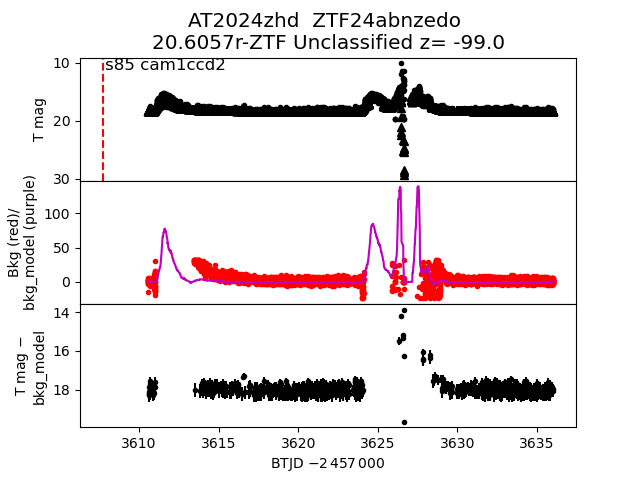 AT2024zhd  ZTF24abnzedo
20.6057r-ZTF Unclassified z= -99.0
s85 cam1ccd2
10
20
30
T mag
100
50
0
Bkg (red)/
bkg_model (purple)
14
16
18
T mag −
bkg_model
3610 3615 3620 3625 3630 3635
BTJD −2 457 000